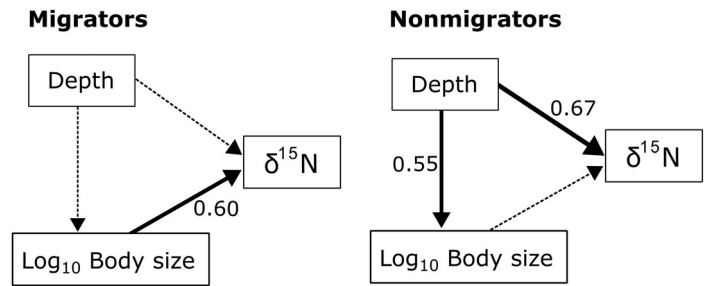 Migrators
Depth
δ¹⁵N
0.60
Log₁₀ Body size
Nonmigrators
Depth
0.67
δ¹⁵N
0.55
Log₁₀ Body size